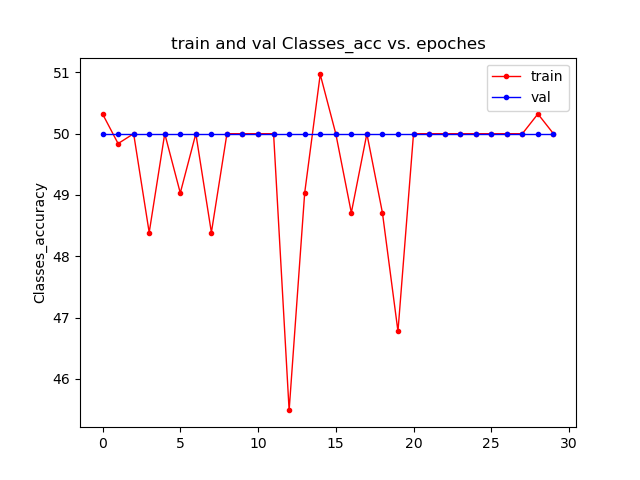 train and val Classes_acc vs. epoches
train
val
Classes_accuracy
51
50
49
48
47
46
0 5 10 15 20 25 30